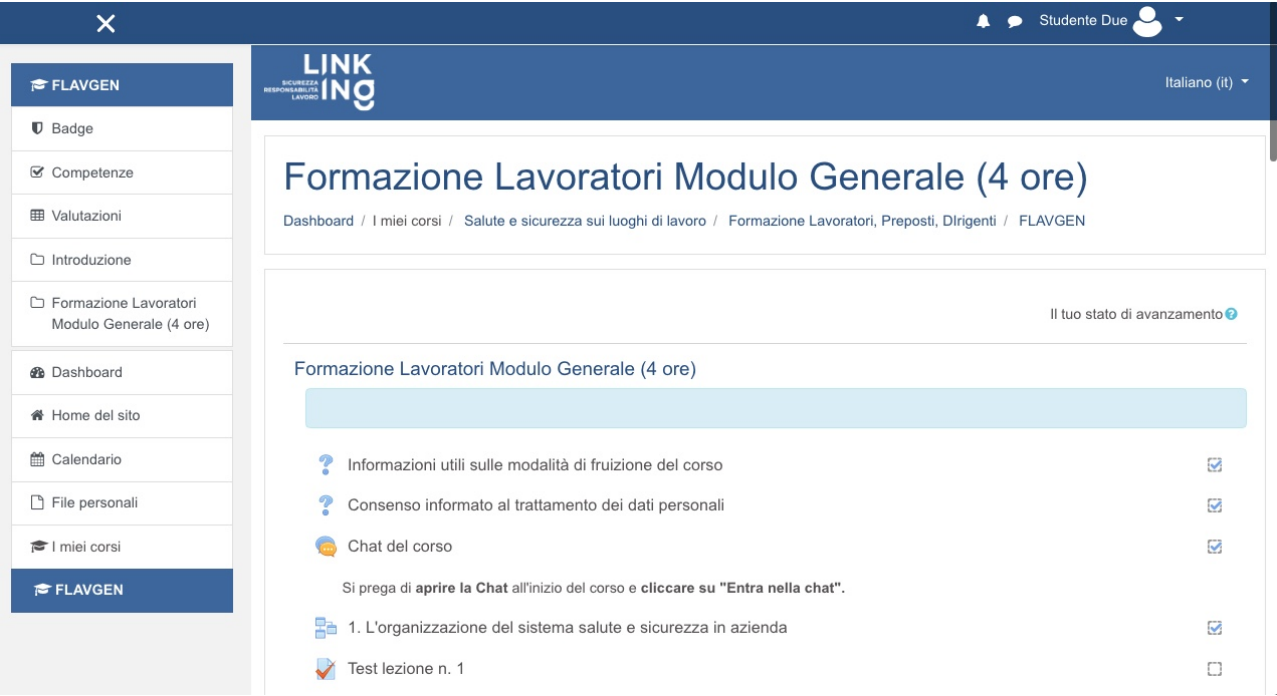 Studente Due
FLAVGEN
Badge
Competenze
Valutazioni
Introduzione
Formazione Lavoratori
Modulo Generale (4 ore)
Dashboard
Home del sito
Calendario
File personali
I miei corsi
FLAVGEN
LINK
SICUREZZA
RESPONSABILITÀ
LAVORO
ING
Italiano (it)
Formazione Lavoratori Modulo Generale (4 ore)
Dashboard / I miei corsi / Salute e sicurezza sui luoghi di lavoro / Formazione Lavoratori, Preposti, DIrigenti / FLAVGEN
Il tuo stato di avanzamento
Formazione Lavoratori Modulo Generale (4 ore)
Informazioni utili sulle modalità di fruizione del corso
Consenso informato al trattamento dei dati personali
Chat del corso
Si prega di aprire la Chat all'inizio del corso e cliccare su "Entra nella chat".
1. L'organizzazione del sistema salute e sicurezza in azienda
Test lezione n. 1